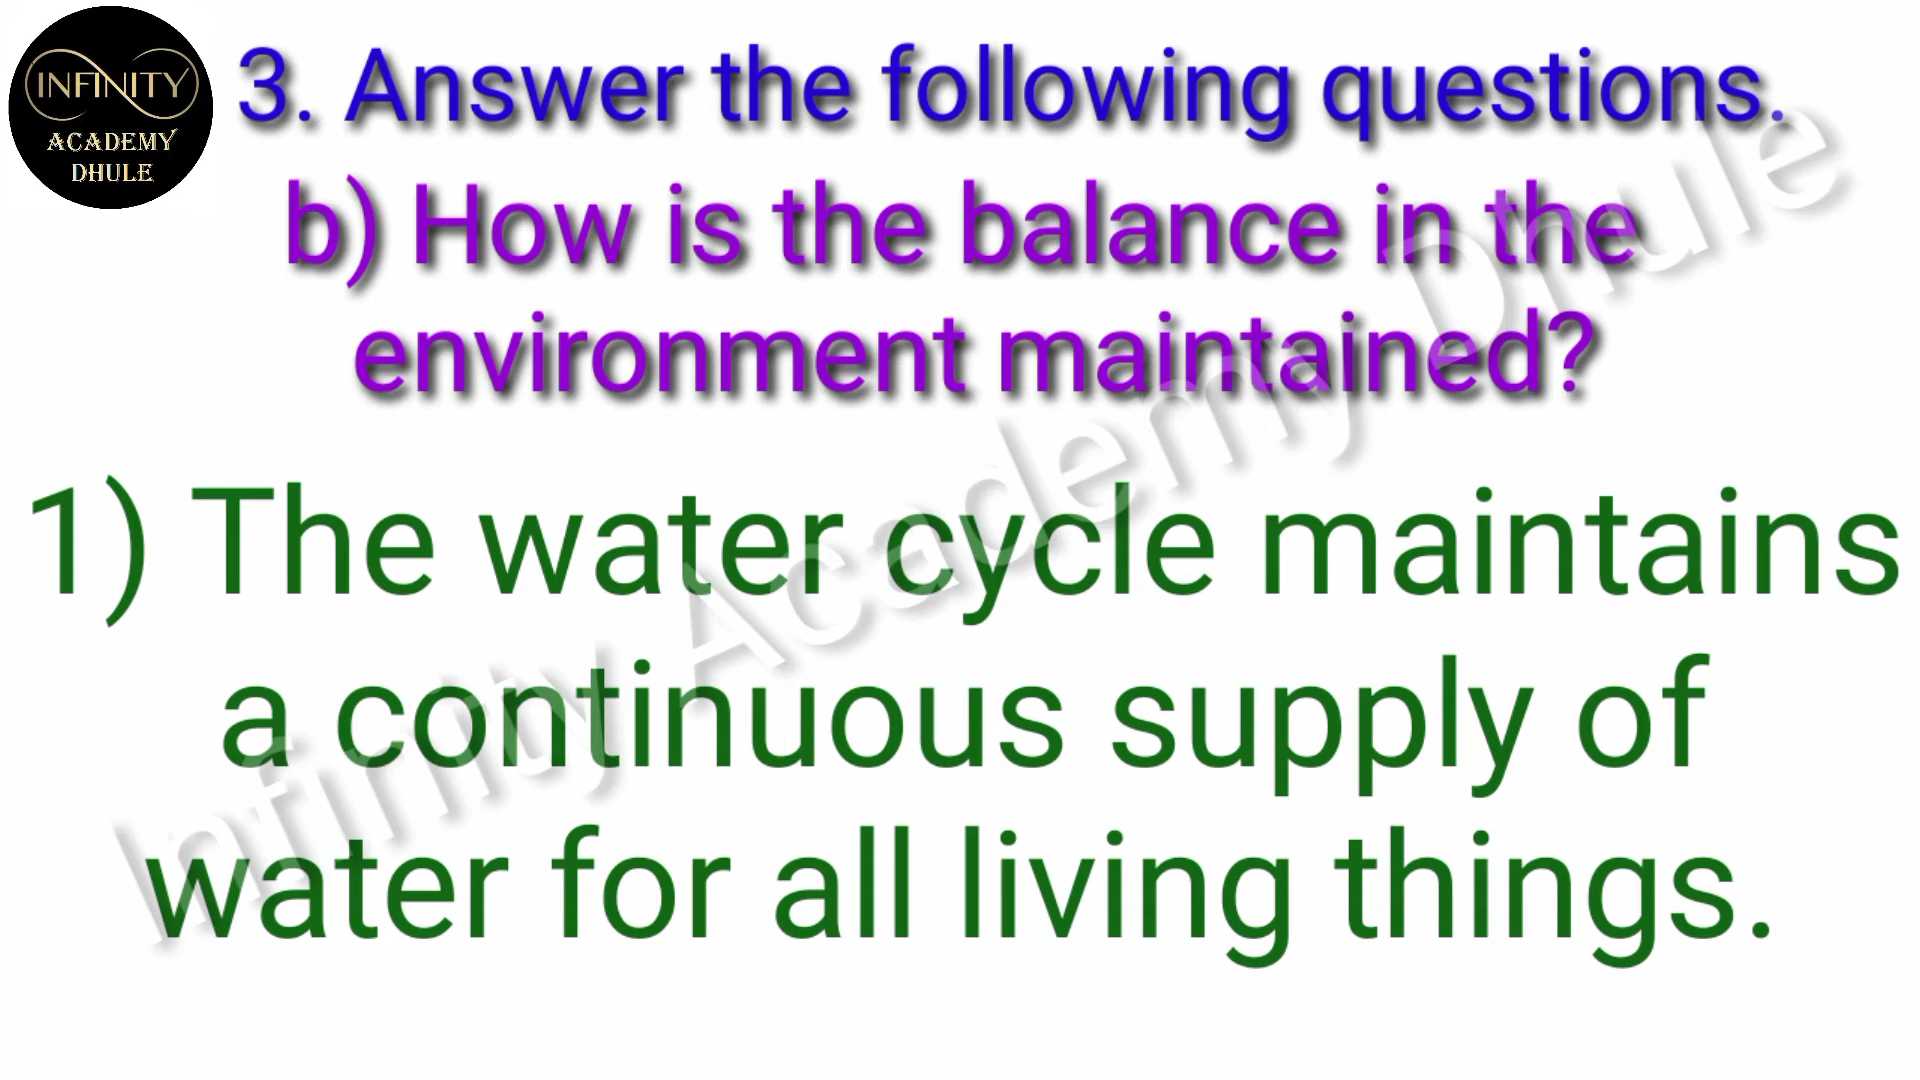 INFINITY
ACADEMY
DHULE
3. Answer the following questions.
b) How is the balance in the
environment maintained?
1) The water cycle maintains
a continuous supply of
water for all living things.
Infinity Academy Dhule